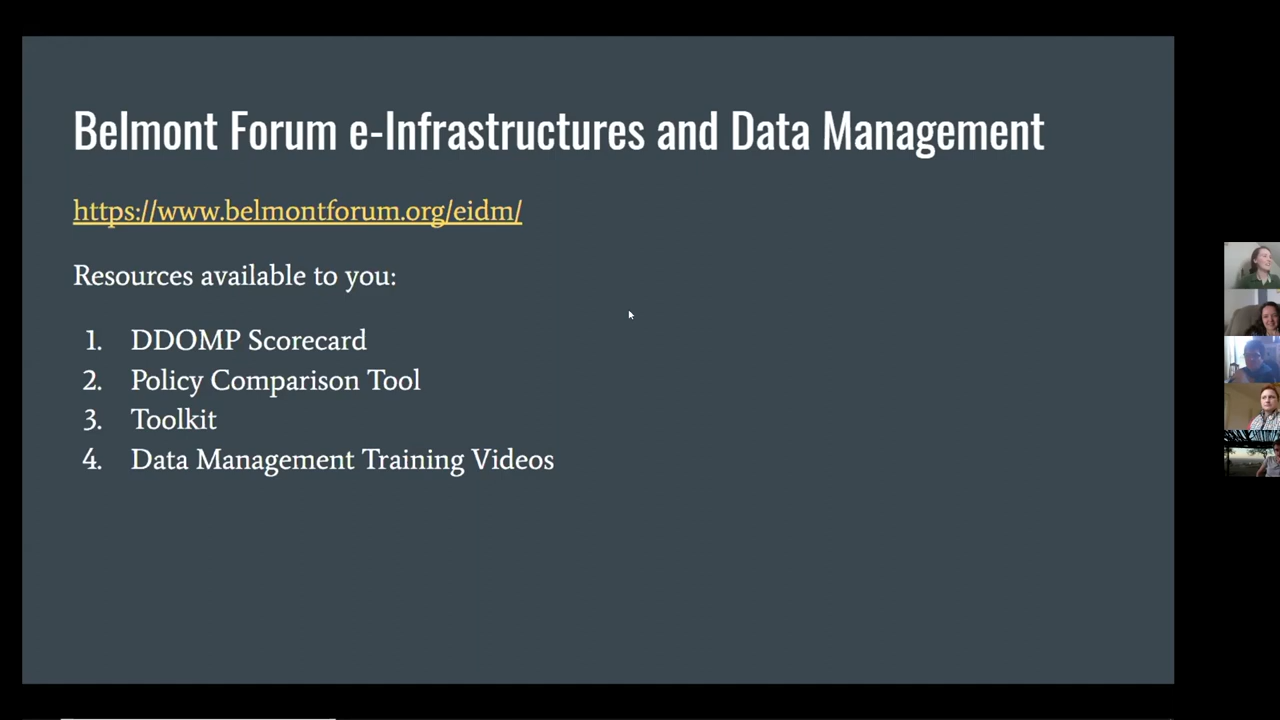 Belmont Forum e-Infrastructures and Data Management
https://www.belmontforum.org/eidm/
Resources available to you:
1. DDOMP Scorecard
2. Policy Comparison Tool
3. Toolkit
4. Data Management Training Videos